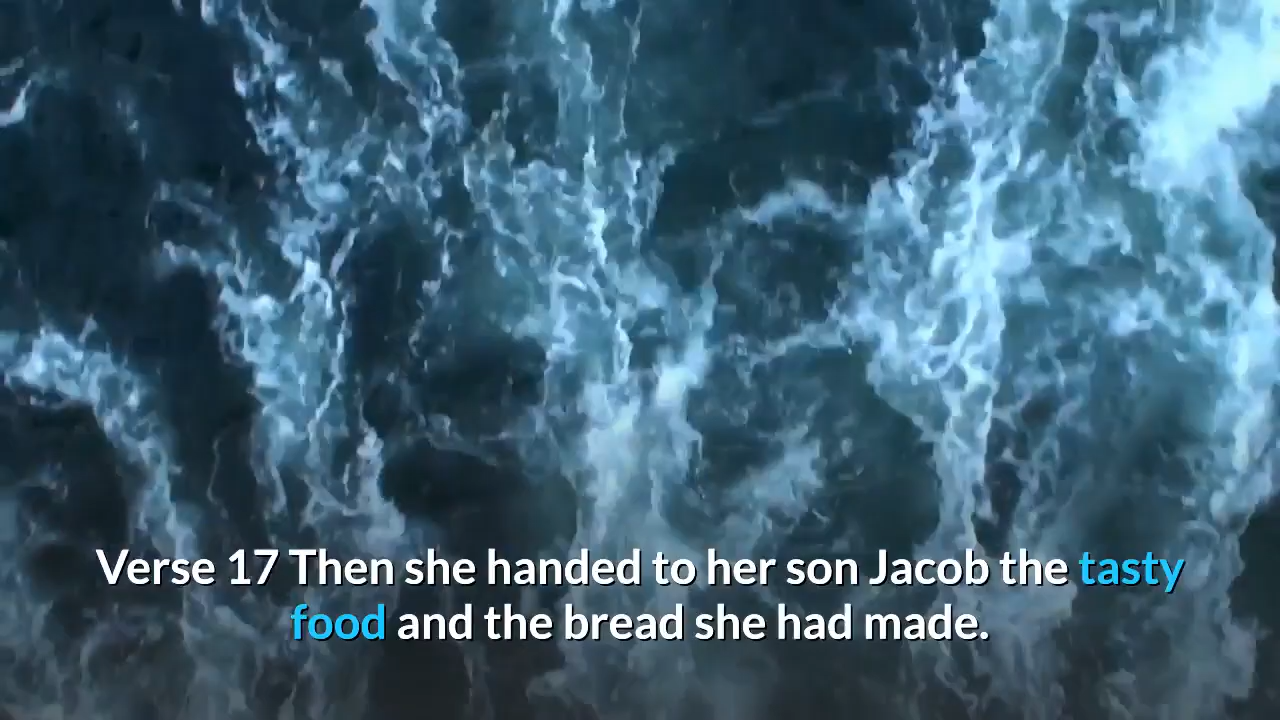 Verse 17 Then she handed to her son Jacob the tasty
food and the bread she had made.